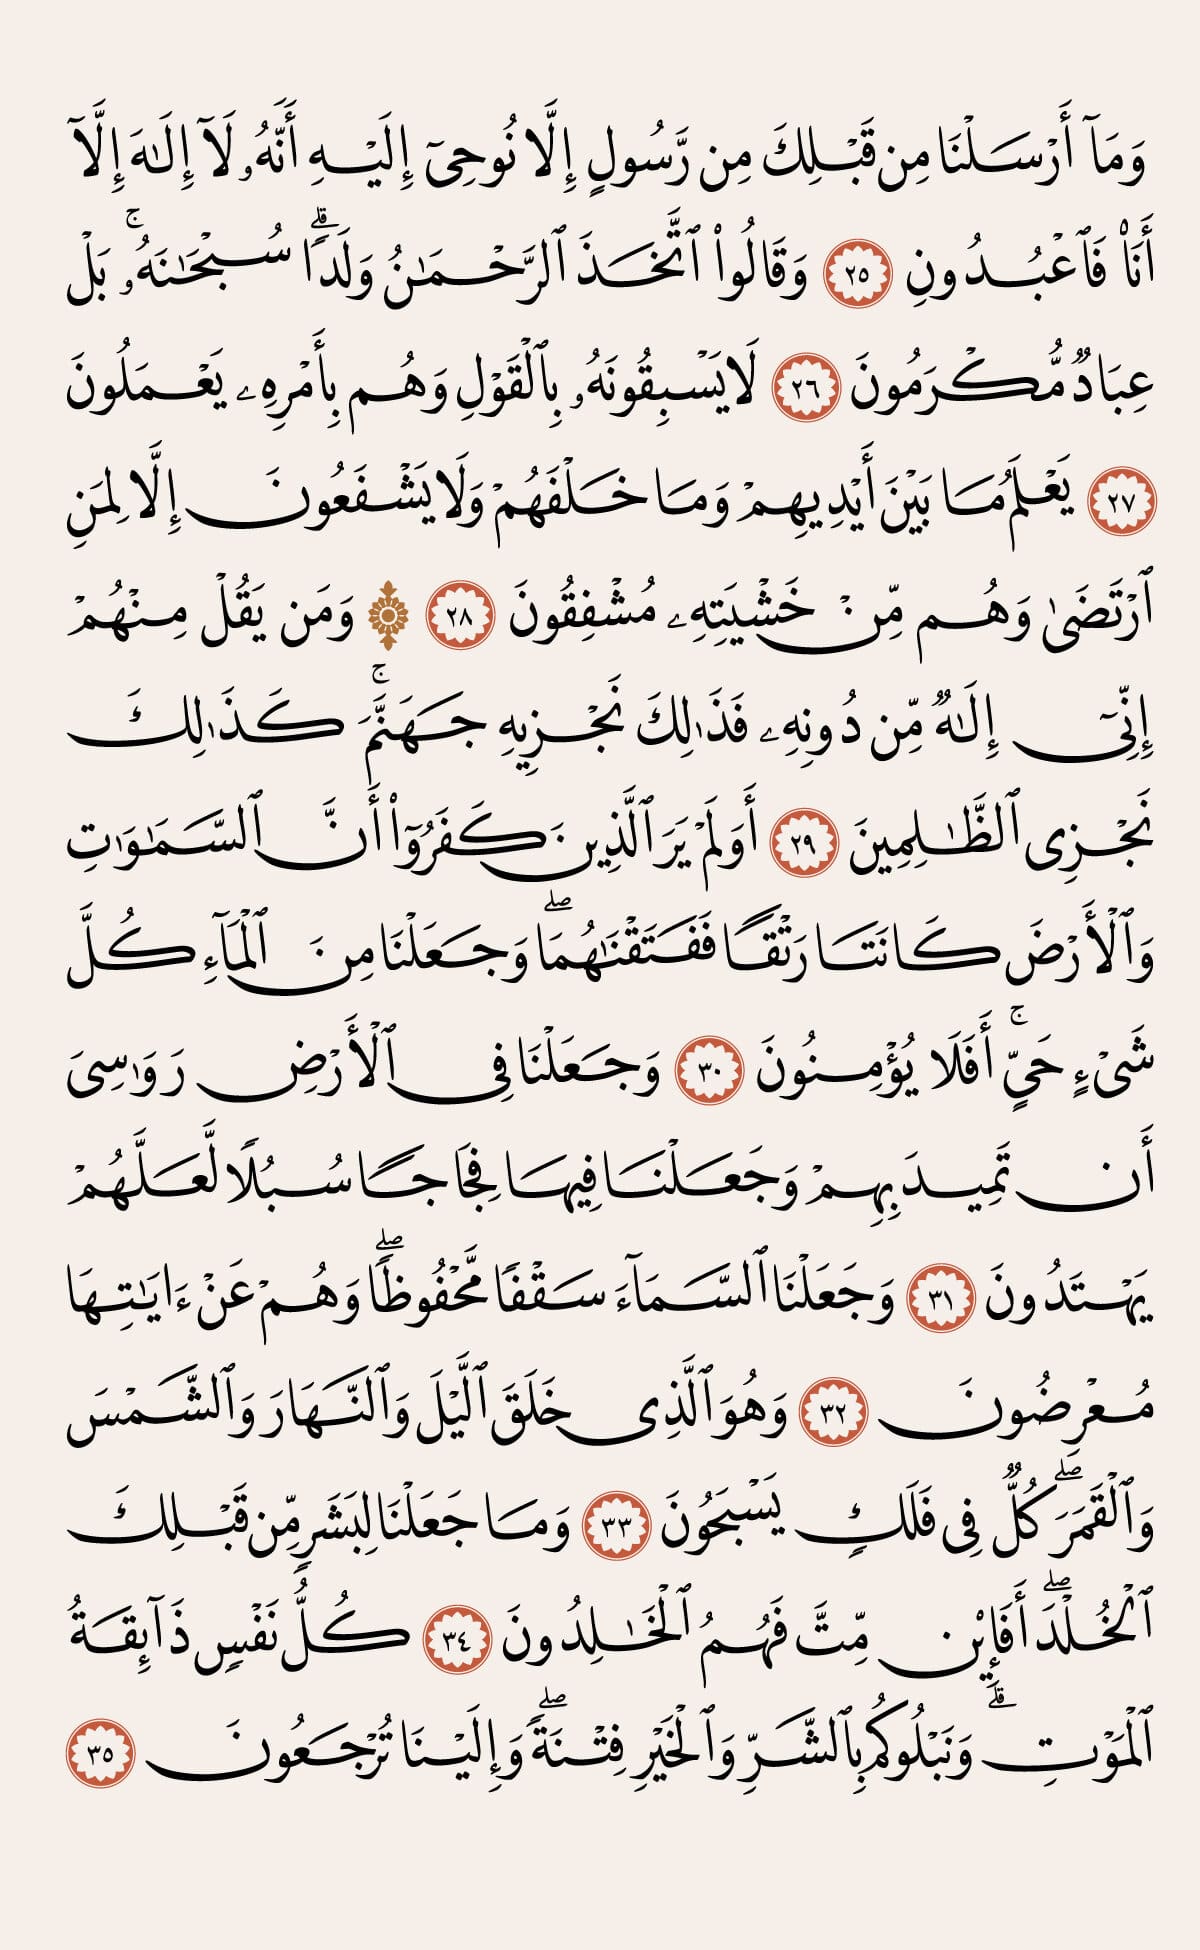 وَمَآ أَرۡسَلۡنَا مِن قَبۡلِكَ مِن رَّسُولٍ إِلَّا نُوحِيٓ إِلَيۡهِ أَنَّهُۥ لَآ إِلَٰهَ إِلَّآ
أَنَا۠ فَٱعۡبُدُونِ ٢٥ وَقَالُواْ ٱتَّخَذَ ٱلرَّحۡمَٰنُ وَلَدٗاۗ سُبۡحَٰنَهُۥۚ بَلۡ
عِبَادٞ مُّكۡرَمُونَ ٢٦ لَا يَسۡبِقُونَهُۥ بِٱلۡقَوۡلِ وَهُم بِأَمۡرِهِۦ يَعۡمَلُونَ
٢٧ يَعۡلَمُ مَا بَيۡنَ أَيۡدِيهِمۡ وَمَا خَلۡفَهُمۡ وَلَا يَشۡفَعُونَ إِلَّا لِمَنِ
ٱرۡتَضَىٰ وَهُم مِّنۡ خَشۡيَتِهِۦ مُشۡفِقُونَ ٢٨ ۞ وَمَن يَقُلۡ مِنۡهُمۡ
إِنِّيٓ إِلَٰهٞ مِّن دُونِهِۦ فَذَٰلِكَ نَجۡزِيهِ جَهَنَّمَۚ كَذَٰلِكَ
نَجۡزِي ٱلظَّٰلِمِينَ ٢٩ أَوَلَمۡ يَرَ ٱلَّذِينَ كَفَرُوٓاْ أَنَّ ٱلسَّمَٰوَٰتِ
وَٱلۡأَرۡضَ كَانَتَا رَتۡقٗا فَفَتَقۡنَٰهُمَاۖ وَجَعَلۡنَا مِنَ ٱلۡمَآءِ كُلَّ
شَيۡءٍ حَيٍّۚ أَفَلَا يُؤۡمِنُونَ ٣٠ وَجَعَلۡنَا فِي ٱلۡأَرۡضِ رَوَٰسِيَ
أَن تَمِيدَ بِهِمۡ وَجَعَلۡنَا فِيهَا فِجَاجٗا سُبُلٗا لَّعَلَّهُمۡ
يَهۡتَدُونَ ٣١ وَجَعَلۡنَا ٱلسَّمَآءَ سَقۡفٗا مَّحۡفُوظٗاۖ وَهُمۡ عَنۡ ءَايَٰتِهَا
مُعۡرِضُونَ ٣٢ وَهُوَ ٱلَّذِي خَلَقَ ٱلَّيۡلَ وَٱلنَّهَارَ وَٱلشَّمۡسَ
وَٱلۡقَمَرَۖ كُلّٞ فِي فَلَكٖ يَسۡبَحُونَ ٣٣ وَمَا جَعَلۡنَا لِبَشَرٖ مِّن قَبۡلِكَ
ٱلۡخُلۡدَۖ أَفَإِيْن مِّتَّ فَهُمُ ٱلۡخَٰلِدُونَ ٣٤ كُلُّ نَفۡسٖ ذَآئِقَةُ
ٱلۡمَوۡتِۗ وَنَبۡلُوكُم بِٱلشَّرِّ وَٱلۡخَيۡرِ فِتۡنَةٗۖ وَإِلَيۡنَا تُرۡجَعُونَ ٣٥